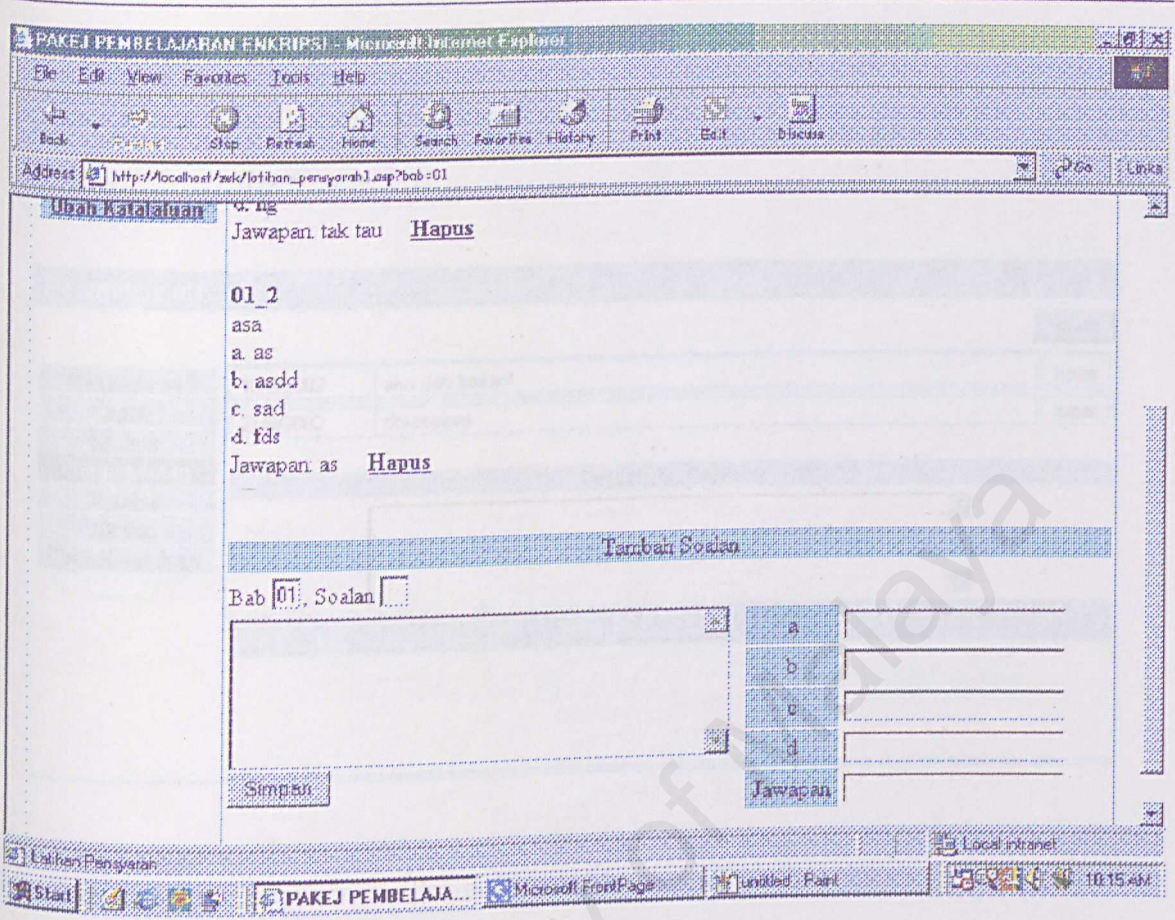 PAKEJ PEMBELAJARAN ENKRIPSI - Microsoft Internet Explorer
File Edit View Favorites Tools Help
Back Stop Refresh Home Search Favorites History Print Edit Discuss
Address http://localhost/zek/latihan_pensyarah1.asp?bab=01 Go Links
Ubah Katalaluan
d. ng
Jawapan: tak tau Hapus
01_2
asa
a. as
b. asdd
c. sad
d. fds
Jawapan: as Hapus
Tambah Soalan
Bab 01, Soalan
a
b
c
d
Jawapan
Simpan
Latihan Pensyarah
Local intranet
Start PAKEJ PEMBELAJA... Microsoft FrontPage untitled - Paint 10:15 AM
of Malaya